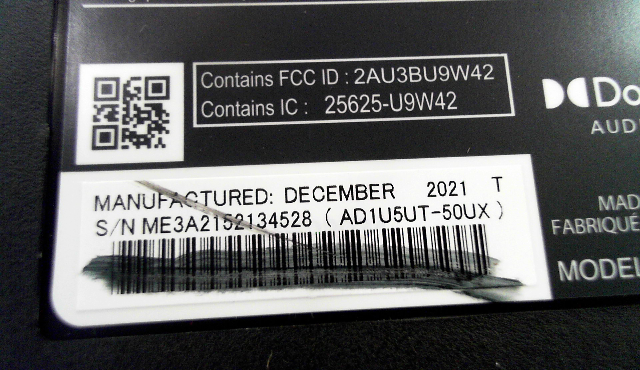 Contains FCC ID : 2AU3BU9W42
Contains IC : 25625-U9W42
AUD
MANUFACTURED: DECEMBER 2021 T
S/N ME3A2152134528 ( AD1U5UT-50UX )
MAD
FABRIQUÉ
MODEL